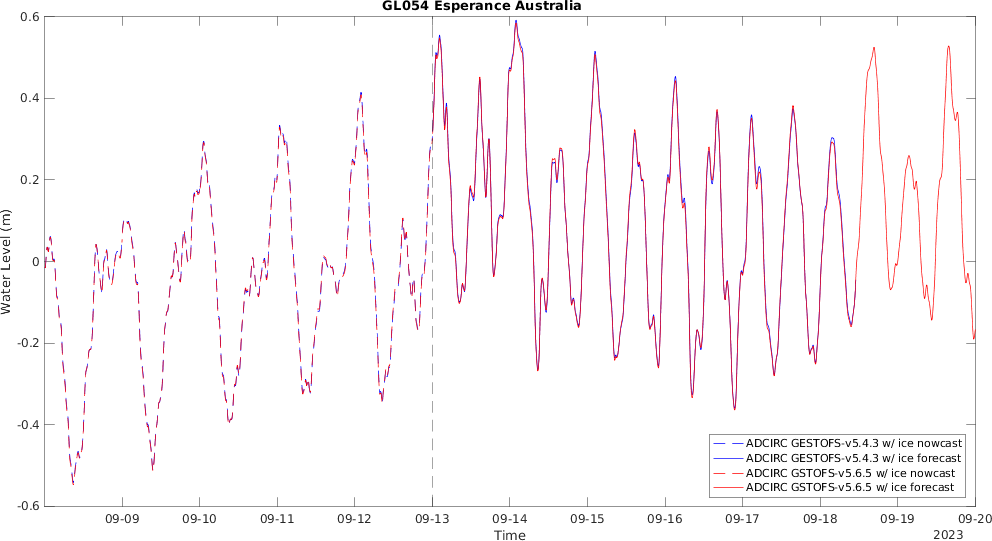 GL054 Esperance Australia
Water Level (m)
0.6
0.4
0.2
0
-0.2
-0.4
-0.6
ADCIRC GESTOFS-v5.4.3 w/ ice nowcast
ADCIRC GESTOFS-v5.4.3 w/ ice forecast
ADCIRC GSTOFS-v5.6.5 w/ ice nowcast
ADCIRC GSTOFS-v5.6.5 w/ ice forecast
09-09 09-10 09-11 09-12 09-13 09-14 09-15 09-16 09-17 09-18 09-19 09-20
Time
2023